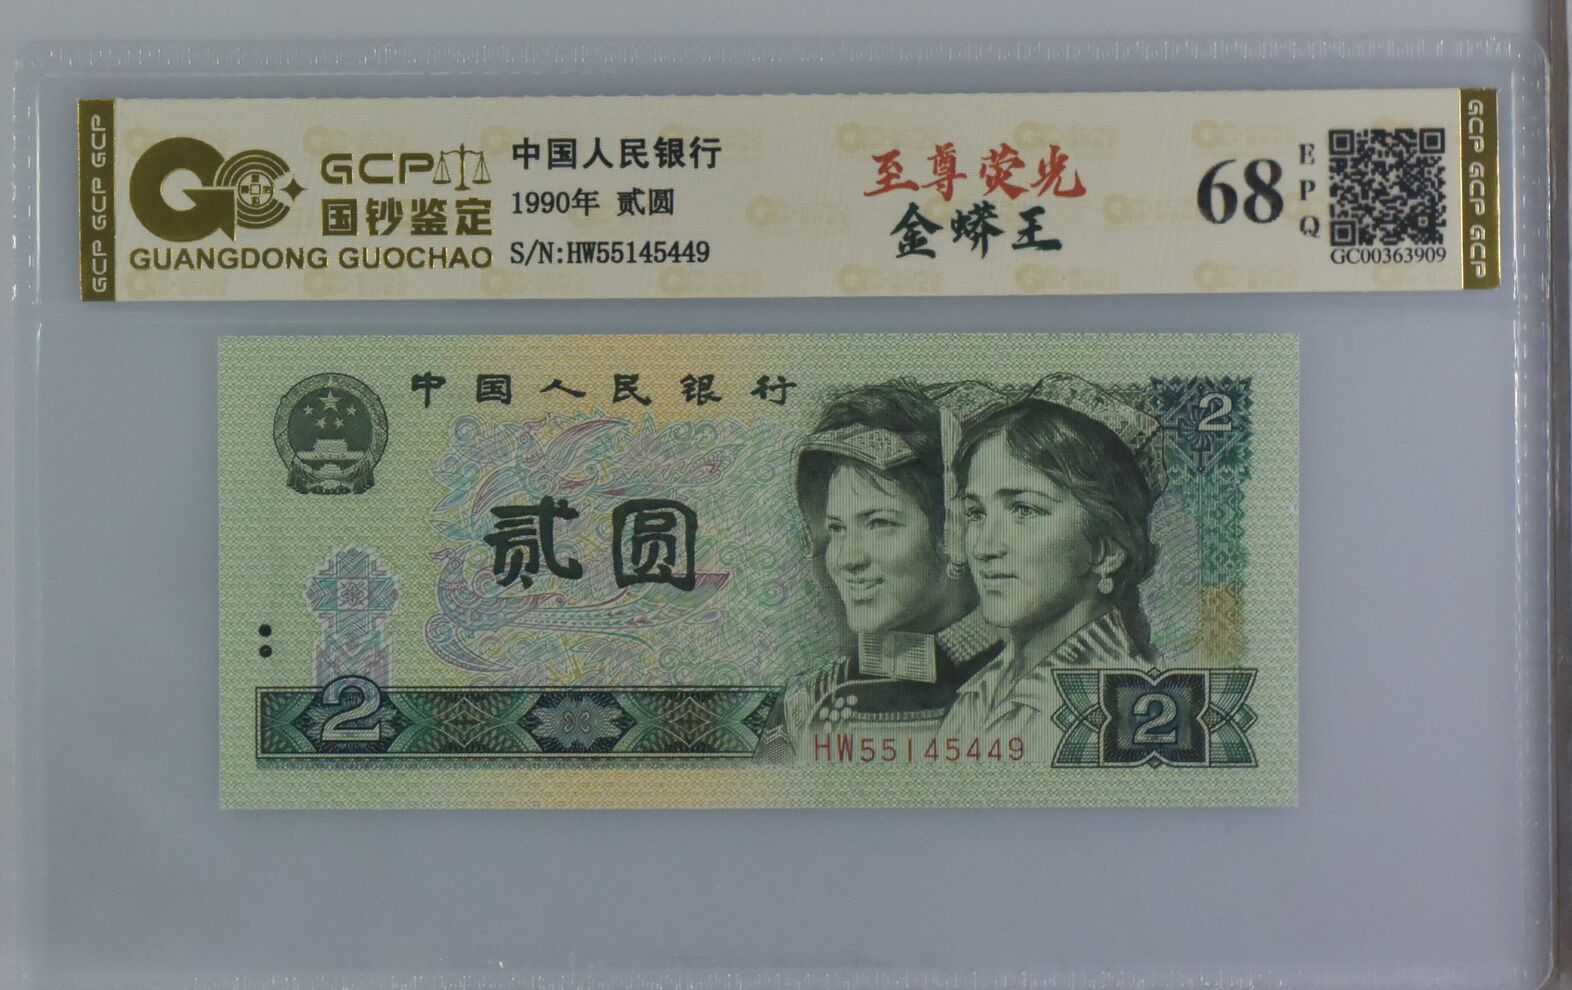 GCP GCP GCP
GCP
国钞鉴定
GUANGDONG GUOCHAO
中国人民银行
1990年 贰圆
S/N:HW55145449
至尊荧光
金蟒王
68
EPQ
GC00363909
GCP GCP GCP
中国人民银行
2
贰圆
2
HW55145449
2